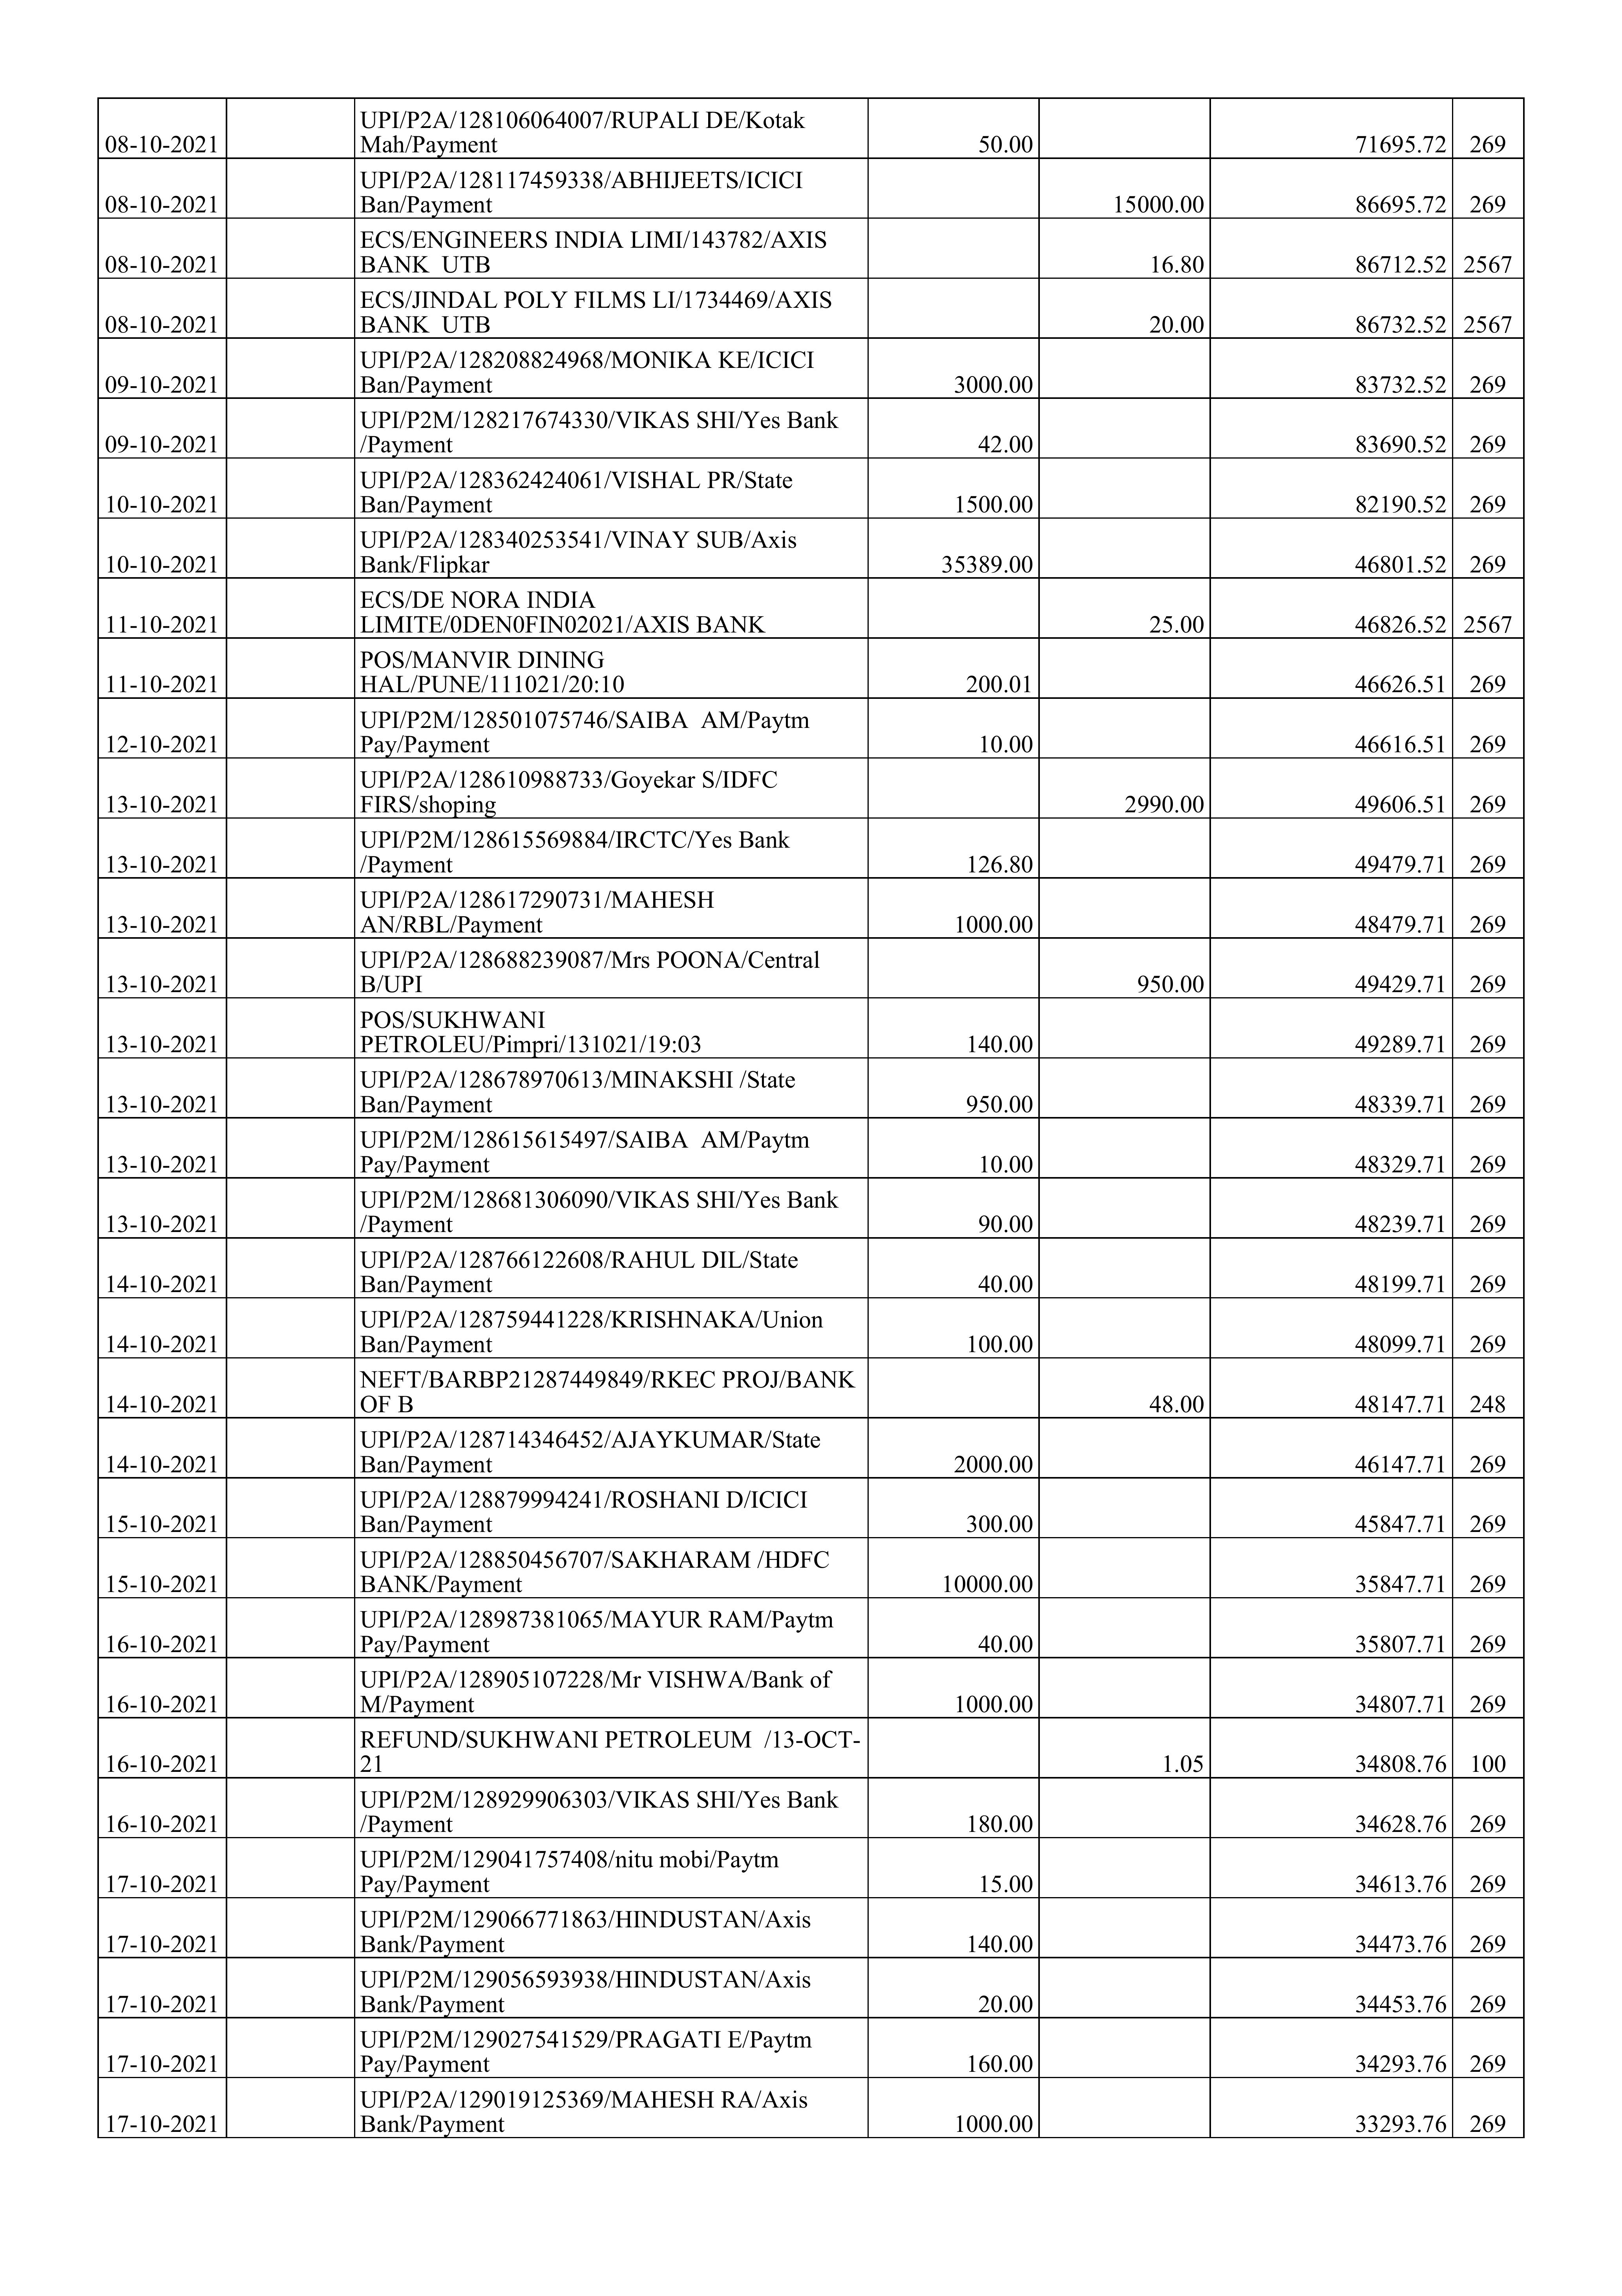 UPI/P2A/128106064007/RUPALI DE/Kotak
08-10-2021 Mah/Payment 50.00 71695.72 269
UPI/P2A/128117459338/ABHIJEETS/ICICI
08-10-2021 Ban/Payment 15000.00 86695.72 269
ECS/ENGINEERS INDIA LIMI/143782/AXIS
08-10-2021 BANK  UTB 16.80 86712.52 2567
ECS/JINDAL POLY FILMS LI/1734469/AXIS
08-10-2021 BANK  UTB 20.00 86732.52 2567
UPI/P2A/128208824968/MONIKA KE/ICICI
09-10-2021 Ban/Payment 3000.00 83732.52 269
UPI/P2M/128217674330/VIKAS SHI/Yes Bank
09-10-2021 /Payment 42.00 83690.52 269
UPI/P2A/128362424061/VISHAL PR/State
10-10-2021 Ban/Payment 1500.00 82190.52 269
UPI/P2A/128340253541/VINAY SUB/Axis
10-10-2021 Bank/Flipkar 35389.00 46801.52 269
ECS/DE NORA INDIA
11-10-2021 LIMITE/0DEN0FIN02021/AXIS BANK 25.00 46826.52 2567
POS/MANVIR DINING
11-10-2021 HAL/PUNE/111021/20:10 200.01 46626.51 269
UPI/P2M/128501075746/SAIBA  AM/Paytm
12-10-2021 Pay/Payment 10.00 46616.51 269
UPI/P2A/128610988733/Goyekar S/IDFC
13-10-2021 FIRS/shoping 2990.00 49606.51 269
UPI/P2M/128615569884/IRCTC/Yes Bank
13-10-2021 /Payment 126.80 49479.71 269
UPI/P2A/128617290731/MAHESH
13-10-2021 AN/RBL/Payment 1000.00 48479.71 269
UPI/P2A/128688239087/Mrs POONA/Central
13-10-2021 B/UPI 950.00 49429.71 269
POS/SUKHWANI
13-10-2021 PETROLEU/Pimpri/131021/19:03 140.00 49289.71 269
UPI/P2A/128678970613/MINAKSHI /State
13-10-2021 Ban/Payment 950.00 48339.71 269
UPI/P2M/128615615497/SAIBA  AM/Paytm
13-10-2021 Pay/Payment 10.00 48329.71 269
UPI/P2M/128681306090/VIKAS SHI/Yes Bank
13-10-2021 /Payment 90.00 48239.71 269
UPI/P2A/128766122608/RAHUL DIL/State
14-10-2021 Ban/Payment 40.00 48199.71 269
UPI/P2A/128759441228/KRISHNAKA/Union
14-10-2021 Ban/Payment 100.00 48099.71 269
NEFT/BARBP21287449849/RKEC PROJ/BANK
14-10-2021 OF B 48.00 48147.71 248
UPI/P2A/128714346452/AJAYKUMAR/State
14-10-2021 Ban/Payment 2000.00 46147.71 269
UPI/P2A/128879994241/ROSHANI D/ICICI
15-10-2021 Ban/Payment 300.00 45847.71 269
UPI/P2A/128850456707/SAKHARAM /HDFC
15-10-2021 BANK/Payment 10000.00 35847.71 269
UPI/P2A/128987381065/MAYUR RAM/Paytm
16-10-2021 Pay/Payment 40.00 35807.71 269
UPI/P2A/128905107228/Mr VISHWA/Bank of
16-10-2021 M/Payment 1000.00 34807.71 269
REFUND/SUKHWANI PETROLEUM  /13-OCT-
16-10-2021 21 1.05 34808.76 100
UPI/P2M/128929906303/VIKAS SHI/Yes Bank
16-10-2021 /Payment 180.00 34628.76 269
UPI/P2M/129041757408/nitu mobi/Paytm
17-10-2021 Pay/Payment 15.00 34613.76 269
UPI/P2M/129066771863/HINDUSTAN/Axis
17-10-2021 Bank/Payment 140.00 34473.76 269
UPI/P2M/129056593938/HINDUSTAN/Axis
17-10-2021 Bank/Payment 20.00 34453.76 269
UPI/P2M/129027541529/PRAGATI E/Paytm
17-10-2021 Pay/Payment 160.00 34293.76 269
UPI/P2A/129019125369/MAHESH RA/Axis
17-10-2021 Bank/Payment 1000.00 33293.76 269